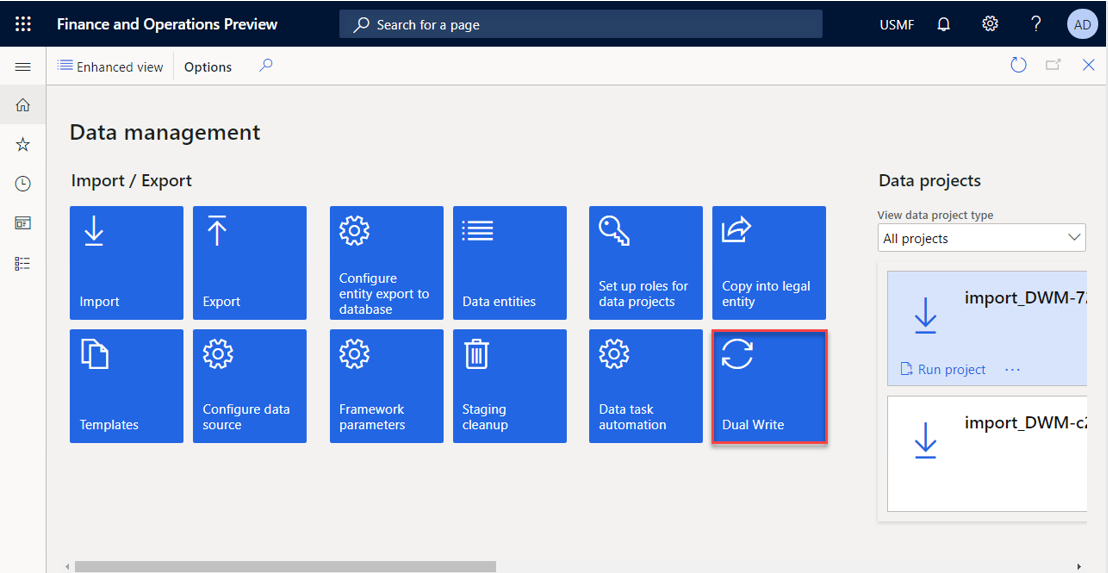 Finance and Operations Preview
Search for a page
USMF
?
AD
Enhanced view
Options
Data management
Import / Export
Import
Export
Configure
entity export to
database
Data entities
Set up roles for
data projects
Copy into legal
entity
Templates
Configure data
source
Framework
parameters
Staging
cleanup
Data task
automation
Dual Write
Data projects
View data project type
All projects
import_DWM-72
Run project
...
import_DWM-c2